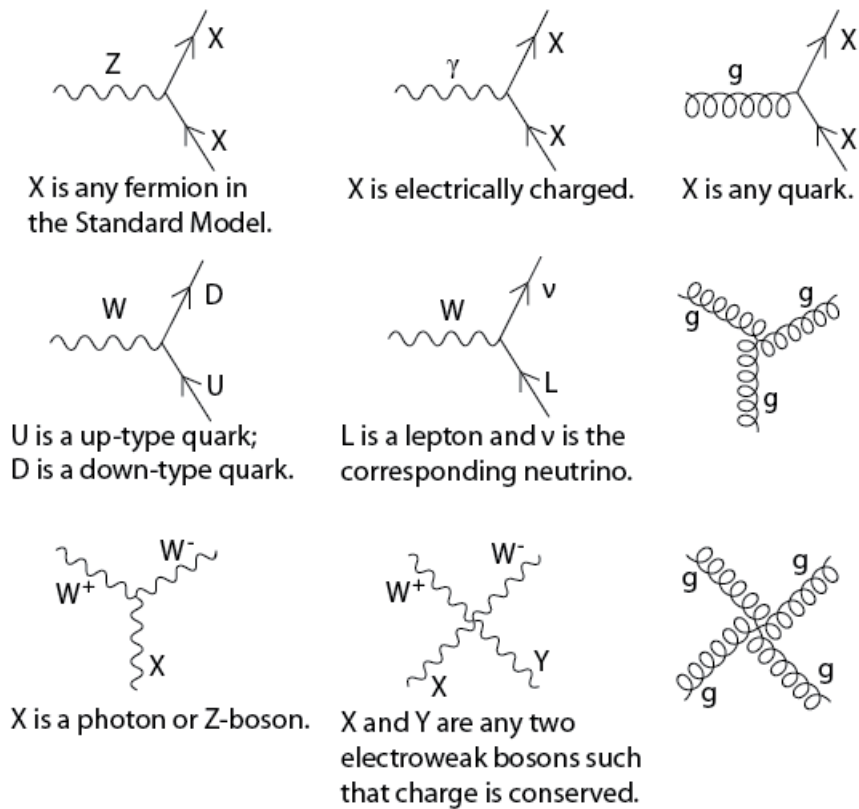 Z
X
X
X is any fermion in
the Standard Model.
γ
X
X
X is electrically charged.
g
X
X
X is any quark.
W
D
U
U is a up-type quark;
D is a down-type quark.
W
ν
L
L is a lepton and ν is the
corresponding neutrino.
g
g
g
W⁺
W⁻
X
X is a photon or Z-boson.
W⁺
W⁻
X
Y
X and Y are any two
electroweak bosons such
that charge is conserved.
g
g
g
g